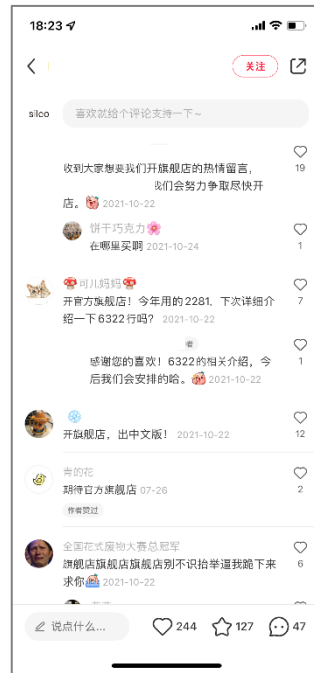 18:23
关注
silco
喜欢就给个评论支持一下~
收到大家想要我们开旗舰店的热情留言,
我们会努力争取尽快开
店。 2021-10-22
19
饼干巧克力
在哪里买啊 2021-10-24
1
可儿妈妈
开官方旗舰店!今年用的2281,下次详细介
绍一下6322行吗? 2021-10-22
7
者
感谢您的喜欢!6322的相关介绍,今
后我们会安排的哈。 2021-10-22
1
开旗舰店,出中文版! 2021-10-22
12
青的花
期待官方旗舰店 07-26
作者赞过
2
全国花式废物大赛总冠军
旗舰店旗舰店旗舰店别不识抬举逼我跪下来
求你 2021-10-22
6
说点什么...
244
127
47